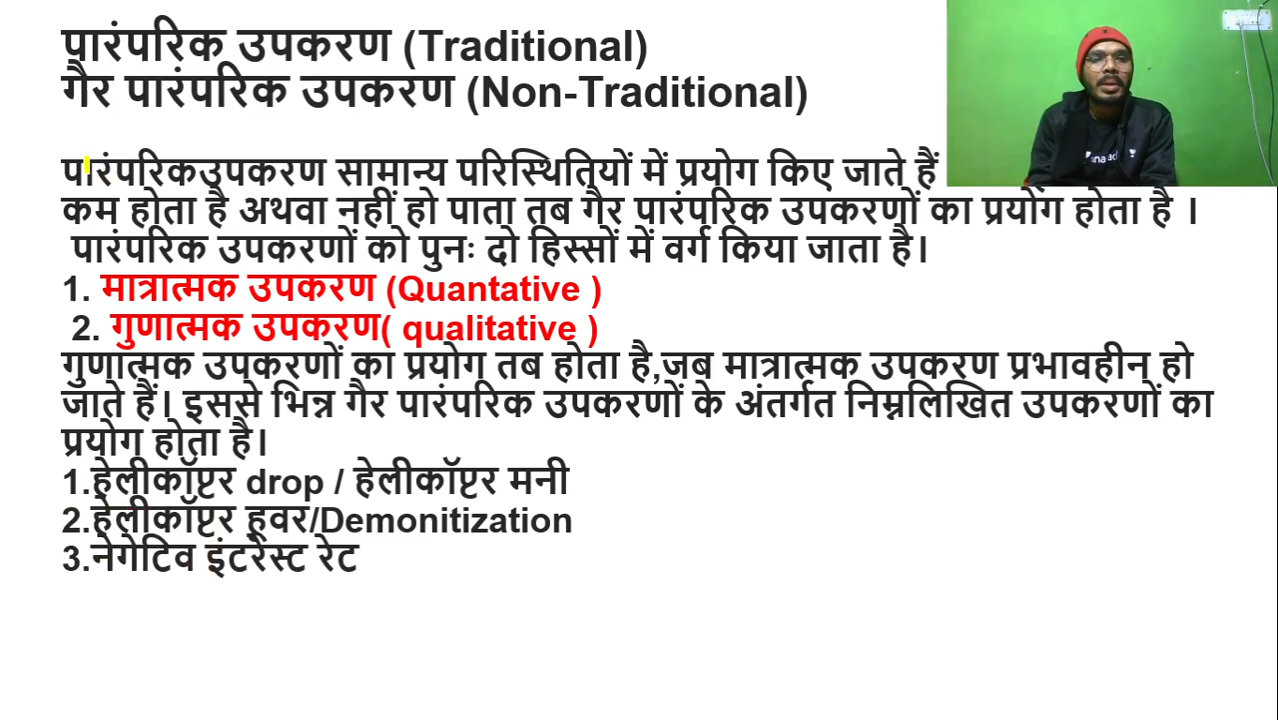 पारंपरिक उपकरण (Traditional)
गैर पारंपरिक उपकरण (Non-Traditional)
पारंपरिकउपकरण सामान्य परिस्थितियों में प्रयोग किए जाते हैं
कम होता है अथवा नहीं हो पाता तब गैर पारंपरिक उपकरणों का प्रयोग होता है ।
पारंपरिक उपकरणों को पुनः दो हिस्सों में वर्ग किया जाता है।
1. मात्रात्मक उपकरण (Quantative )
2. गुणात्मक उपकरण( qualitative )
गुणात्मक उपकरणों का प्रयोग तब होता है,जब मात्रात्मक उपकरण प्रभावहीन हो
जाते हैं। इससे भिन्न गैर पारंपरिक उपकरणों के अंतर्गत निम्नलिखित उपकरणों का
प्रयोग होता है।
1.हेलीकॉप्टर drop / हेलीकॉप्टर मनी
2.हेलीकॉप्टर हूवर/Demonitization
3.नेगेटिव इंटरेस्ट रेट